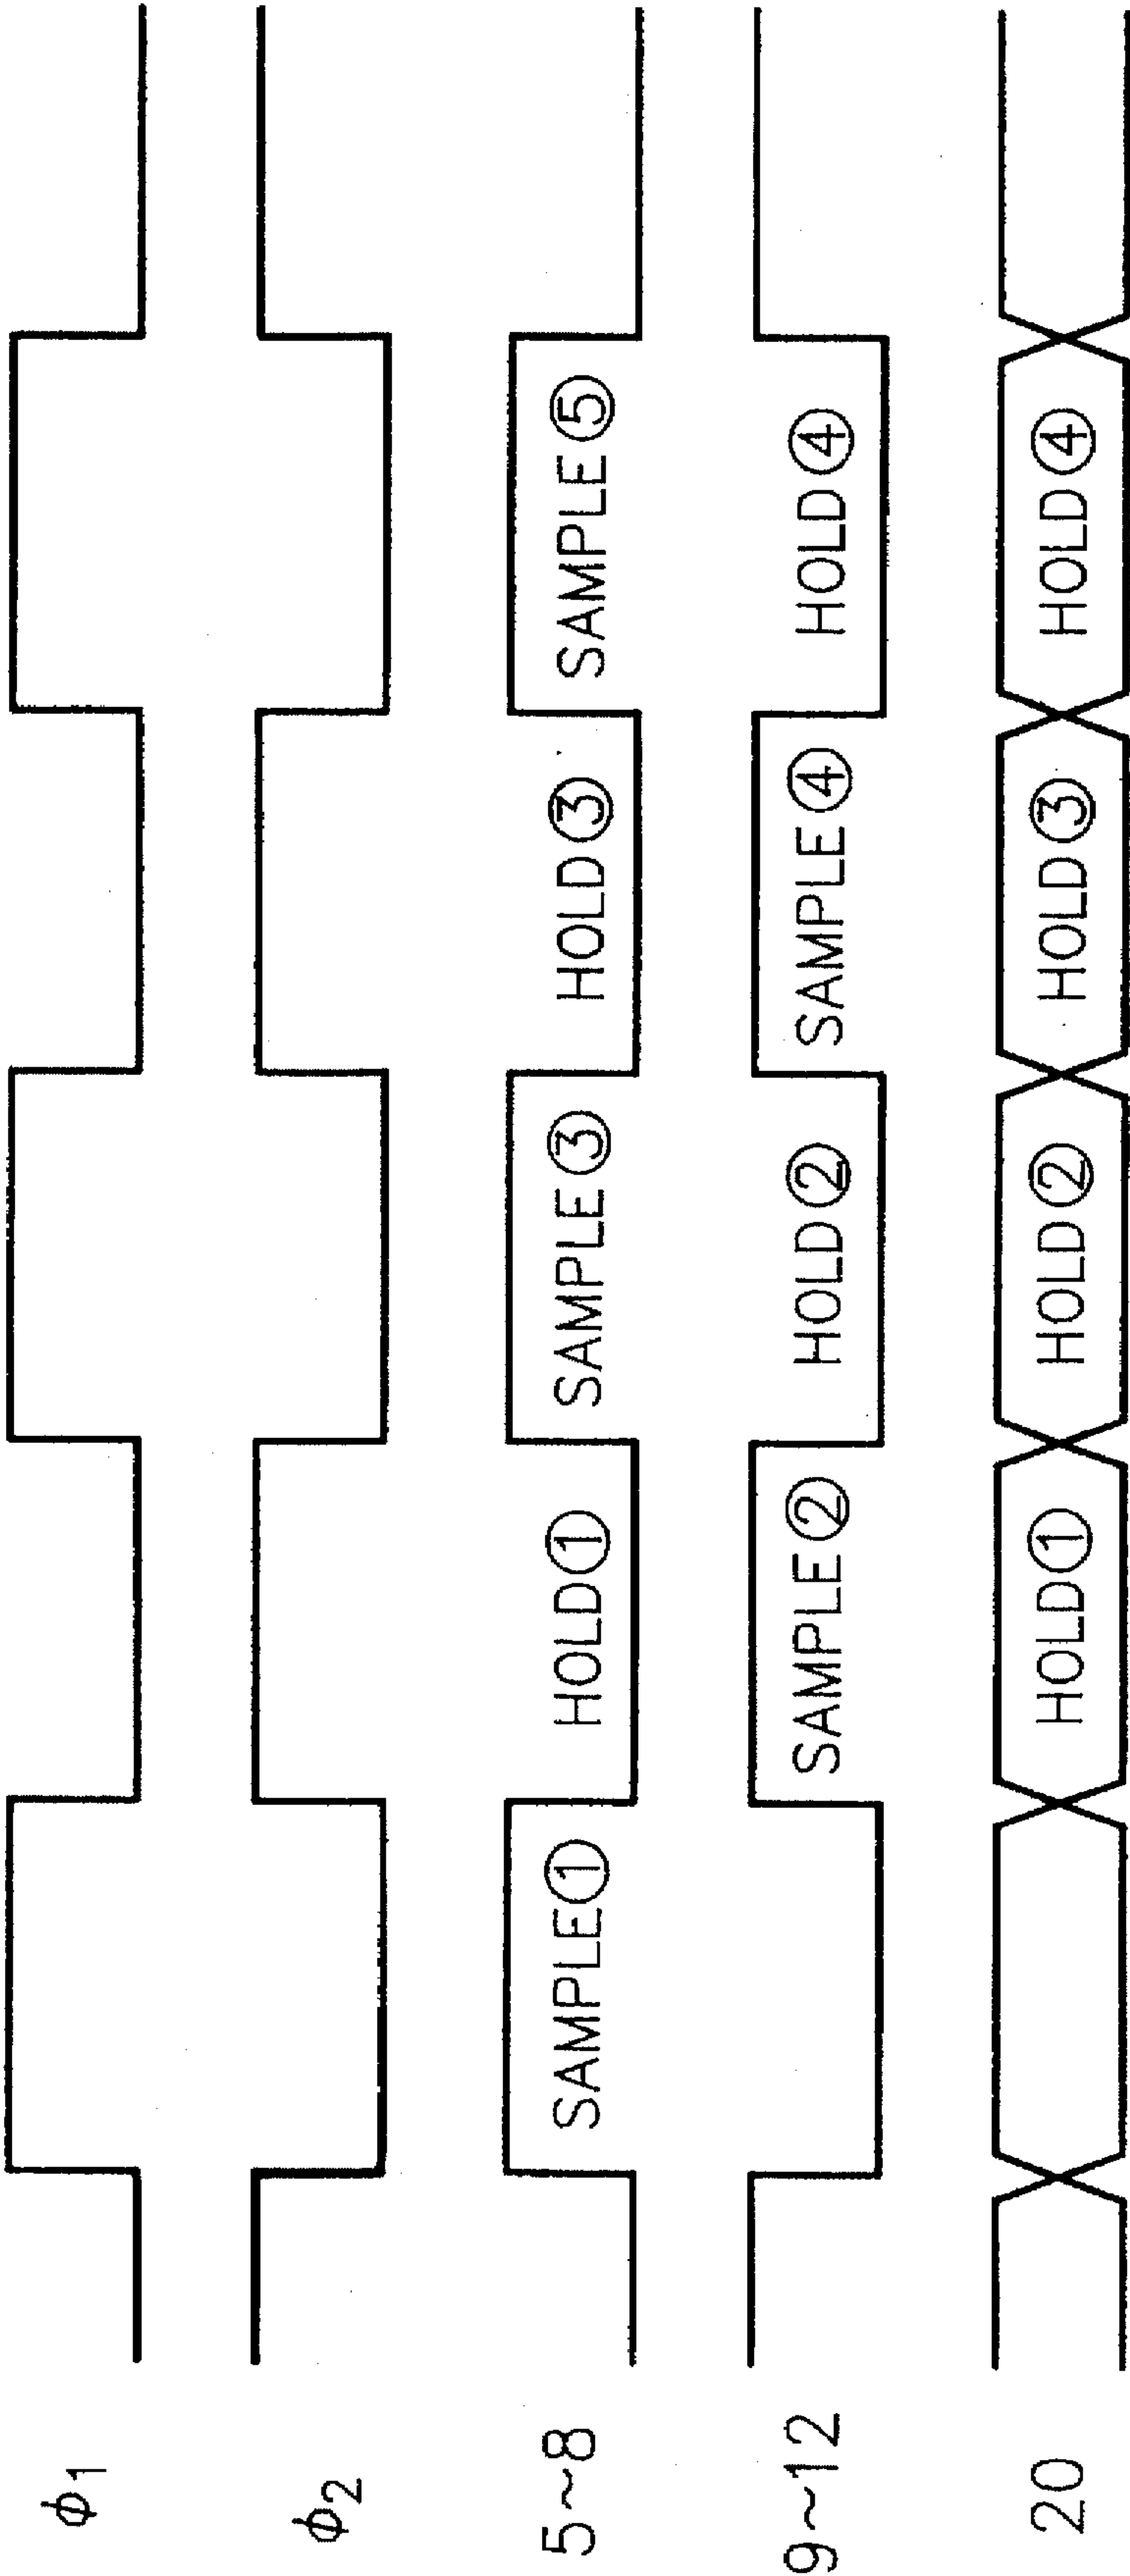 ϕ1
ϕ2
5~8 SAMPLE① HOLD① SAMPLE③ HOLD③ SAMPLE⑤
9~12 SAMPLE② HOLD② SAMPLE④ HOLD④
20 HOLD① HOLD② HOLD③ HOLD④